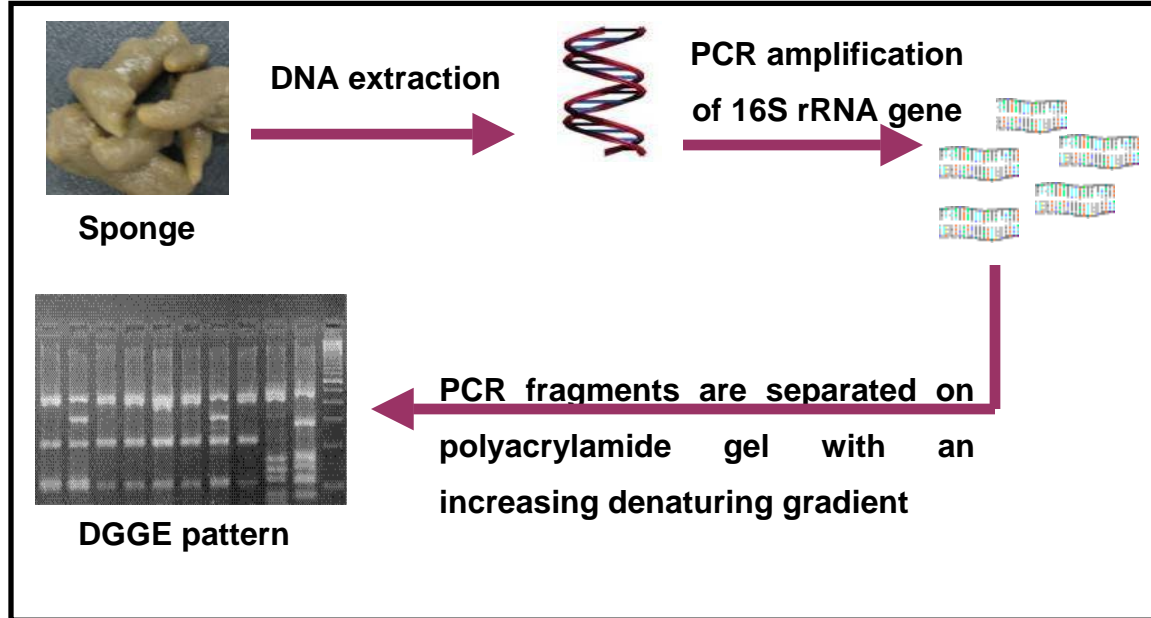 DNA extraction
PCR amplification
of 16S rRNA gene
Sponge
PCR fragments are separated on
polyacrylamide gel with an
increasing denaturing gradient
DGGE pattern